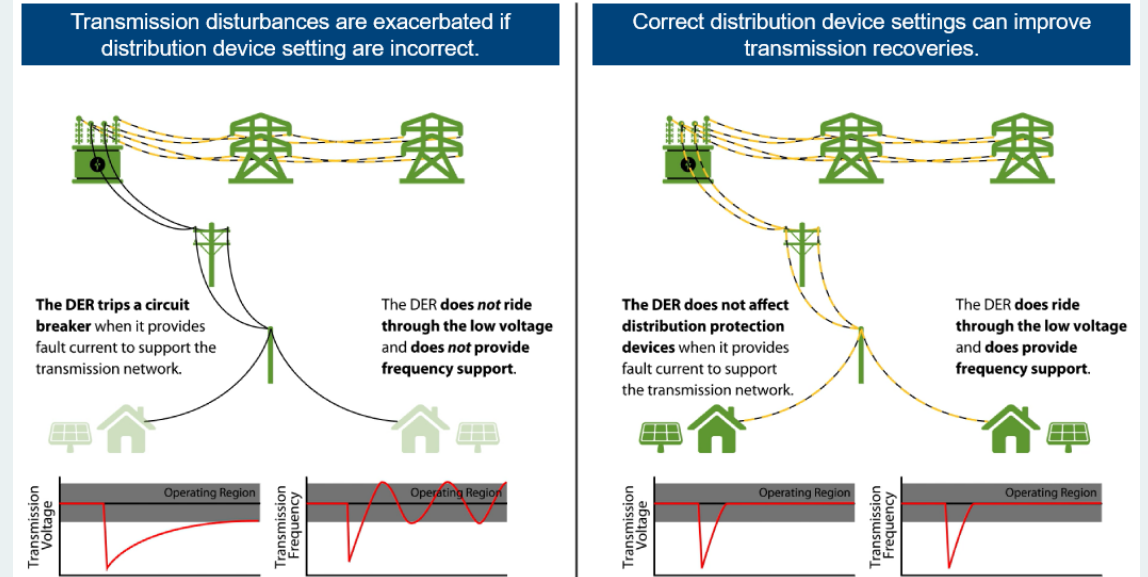 Transmission disturbances are exacerbated if
distribution device setting are incorrect.
The DER trips a circuit
breaker when it provides
fault current to support the
transmission network.
The DER does not ride
through the low voltage
and does not provide
frequency support.
Transmission
Voltage
Operating Region
Transmission
Frequency
Operating Region
Correct distribution device settings can improve
transmission recoveries.
The DER does not affect
distribution protection
devices when it provides
fault current to support
the transmission network.
The DER does ride
through the low voltage
and does provide
frequency support.
Transmission
Voltage
Operating Region
Transmission
Frequency
Operating Region